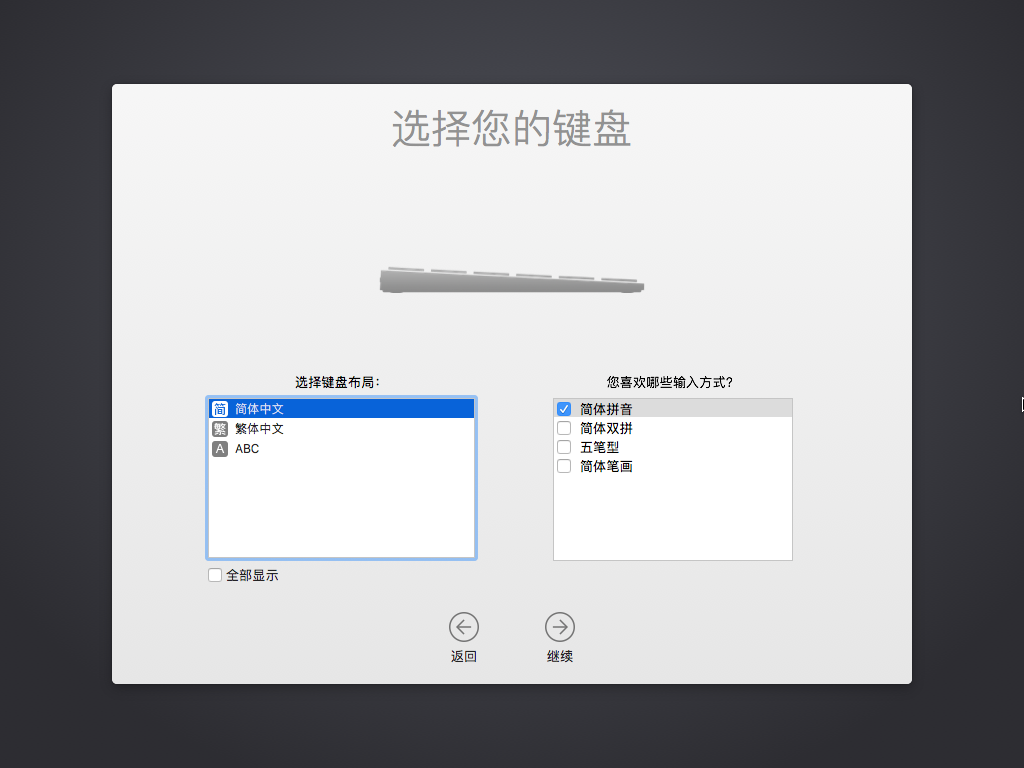 选择您的键盘
选择键盘布局:
简 简体中文
繁 繁体中文
A ABC
全部显示
您喜欢哪些输入方式?
简体拼音
简体双拼
五笔型
简体笔画
返回
继续